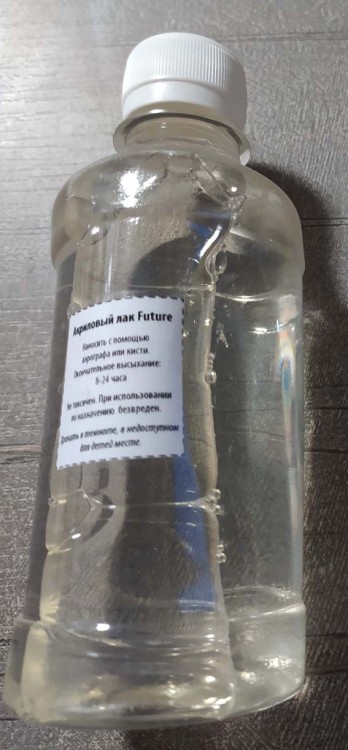 Акриловый лак Future
Наносить с помощью
аэрографа или кисти.
Окончательное высыхание:
8-24 часа
Не токсичен. При использовании
по назначению безвреден.
Хранить в темноте, в недоступном
для детей месте.